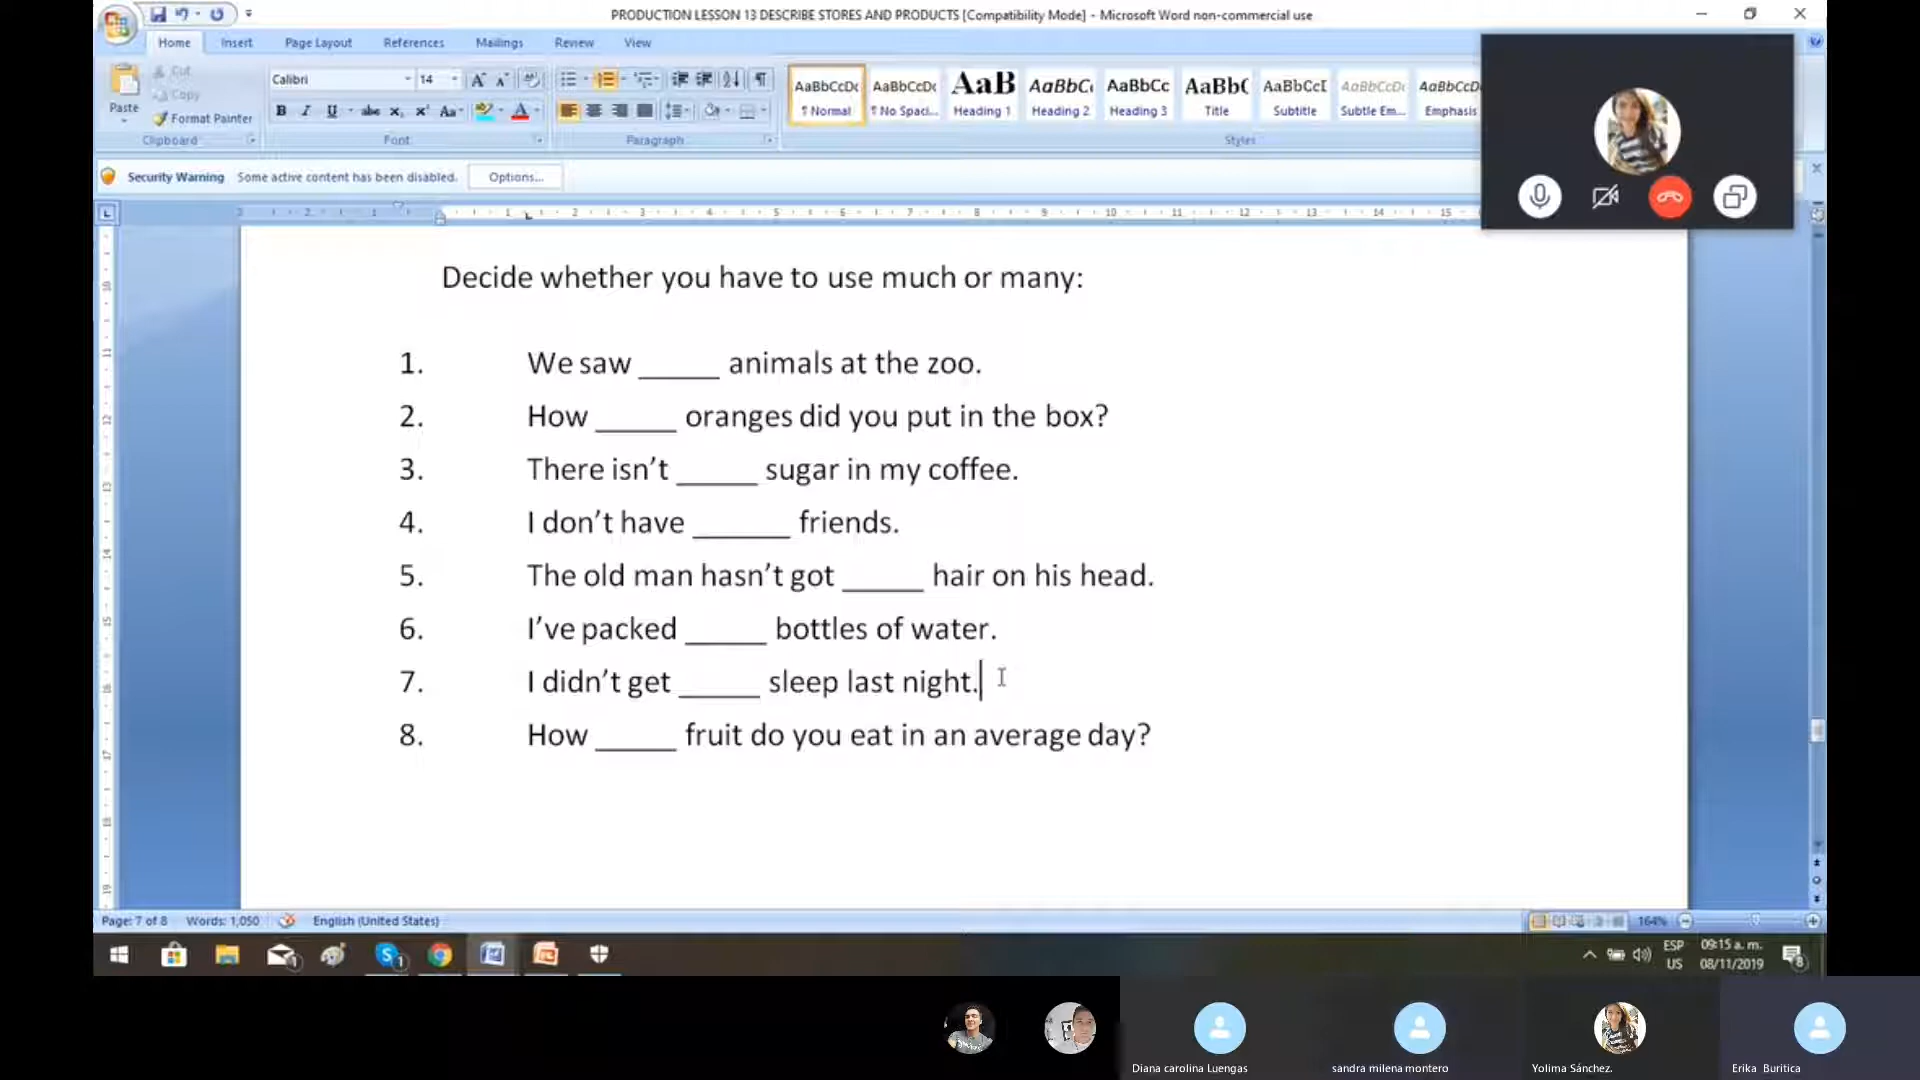 PRODUCTION LESSON 13 DESCRIBE STORES AND PRODUCTS [Compatibility Mode] - Microsoft Word non-commercial use
Home Insert Page Layout References Mailings Review View
Paste
Cut
Copy
Format Painter
Clipboard
Calibri 14
Font
Paragraph
AaBbCcDc AaBbCcDc AaB AaBbC AaBbCc AaBb( AaBbCcI AaBbCcDc AaBbCcD
¶ Normal ¶ No Spaci... Heading 1 Heading 2 Heading 3 Title Subtitle Subtle Em... Emphasis
Styles
Security Warning Some active content has been disabled. Options...
Decide whether you have to use much or many:
1. We saw _____ animals at the zoo.
2. How _____ oranges did you put in the box?
3. There isn’t _____ sugar in my coffee.
4. I don’t have ______ friends.
5. The old man hasn’t got _____ hair on his head.
6. I’ve packed _____ bottles of water.
7. I didn’t get _____ sleep last night.
8. How _____ fruit do you eat in an average day?
Page: 7 of 8 Words: 1,050 English (United States) 164%
ESP 09:15 a. m.
US 08/11/2019
Diana carolina Luengas sandra milena montero Yolima Sánchez. Erika Buritica